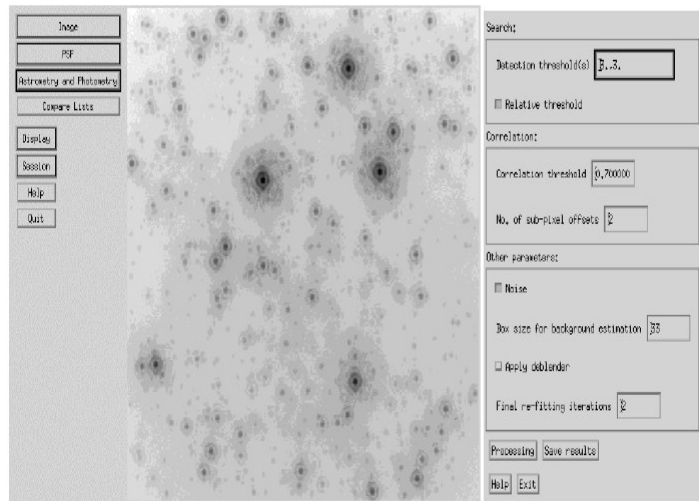 Image
PSF
Astrometry and Photometry
Compare Lists
Display
Session
Help
Quit
Search:
Detection threshold(s) 3.,3.
Relative threshold
Correlation:
Correlation threshold 0.700000
No. of sub-pixel offsets 2
Other parameters:
Noise
Box size for background estimation 33
Apply deblender
Final re-fitting iterations 2
Processing Save results
Help Exit